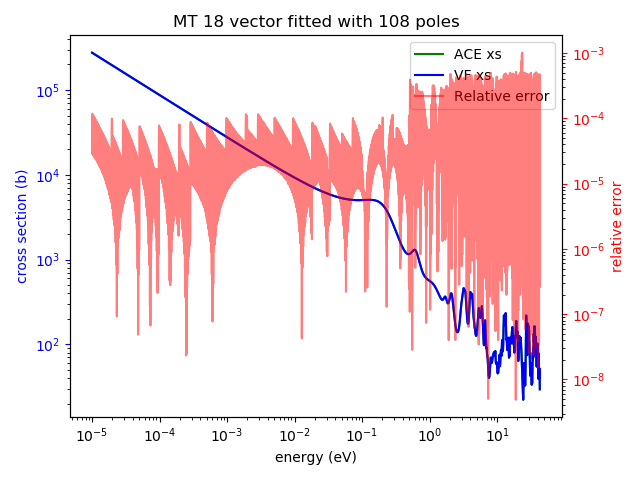 MT 18 vector fitted with 108 poles
ACE xs
VF xs
Relative error
cross section (b)
10^5
10^4
10^3
10^2
10^-3
10^-4
10^-5
10^-6
10^-7
10^-8
relative error
10^-5 10^-4 10^-3 10^-2 10^-1 10^0 10^1
energy (eV)